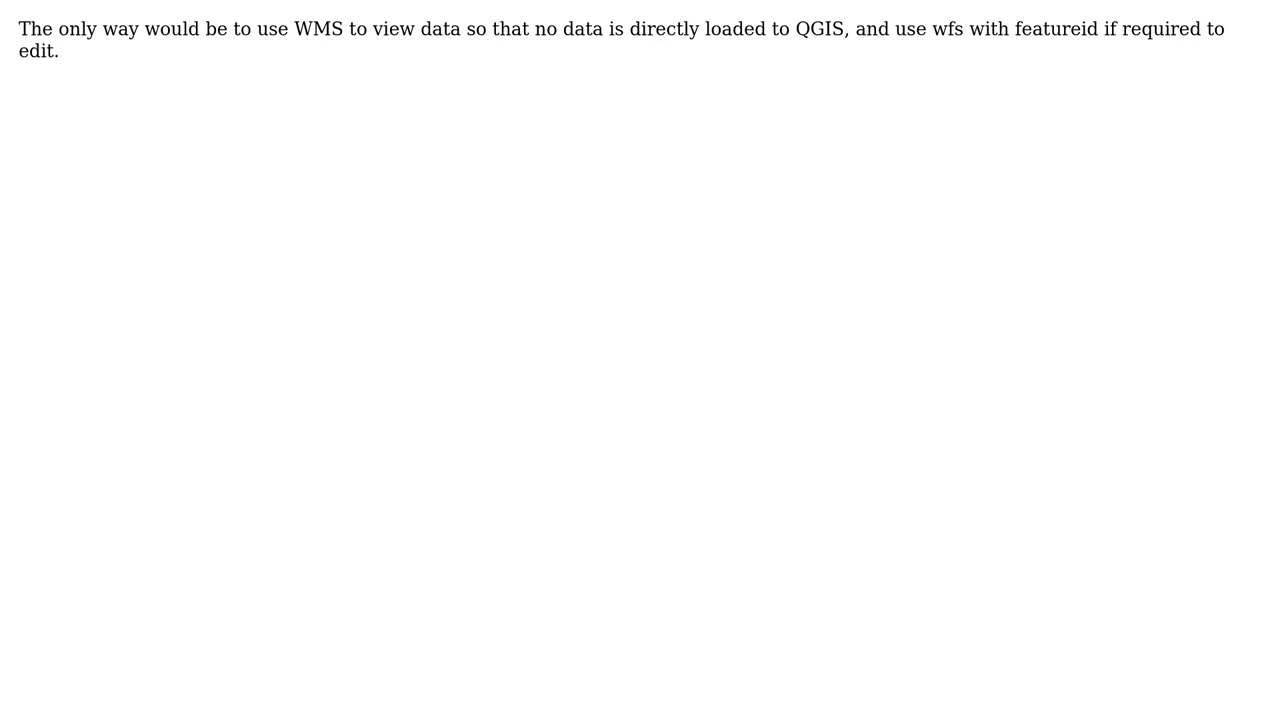 The only way would be to use WMS to view data so that no data is directly loaded to QGIS, and use wfs with featureid if required to
edit.